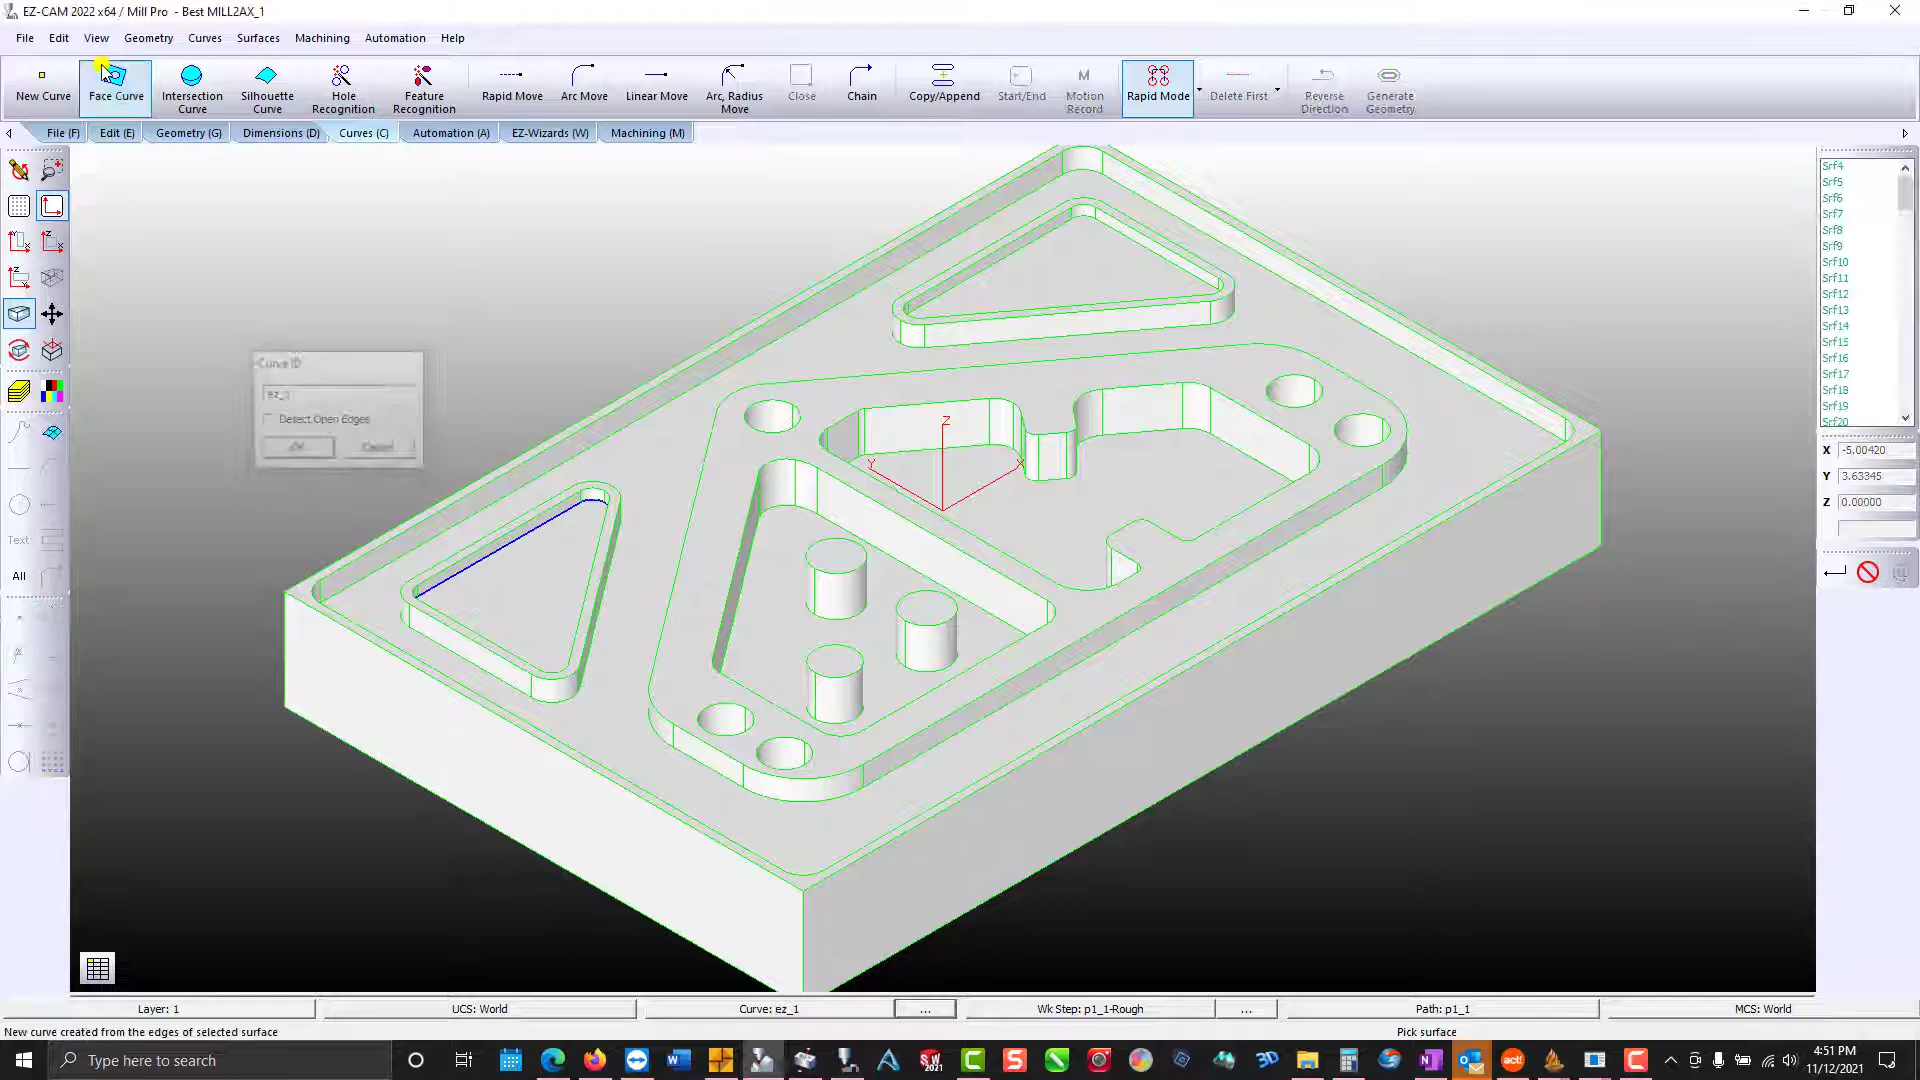 EZ-CAM 2022 x64 / Mill Pro - Best MILL2AX_1
File Edit View Geometry Curves Surfaces Machining Automation Help
New Curve
Face Curve
Intersection Curve
Silhouette Curve
Hole Recognition
Feature Recognition
Rapid Move
Arc Move
Linear Move
Arc, Radius Move
Close
Chain
Copy/Append
Start/End
Motion Record
Rapid Mode
Delete First
Reverse Direction
Generate Geometry
File (F) Edit (E) Geometry (G) Dimensions (D) Curves (C) Automation (A) EZ-Wizards (W) Machining (M)
Srf4
Srf5
Srf6
Srf7
Srf8
Srf9
Srf10
Srf11
Srf12
Srf13
Srf14
Srf15
Srf16
Srf17
Srf18
Srf19
Srf20
X -5.00420
Y 3.63345
Z 0.00000
Curve ID
ez_1
Detect Open Edges
OK Cancel
Z
Y
X
Text
All
Layer: 1 UCS: World Curve: ez_1 ... Wk Step: p1_1-Rough ... Path: p1_1 MCS: World
New curve created from the edges of selected surface Pick surface
Type here to search
4:51 PM
11/12/2021